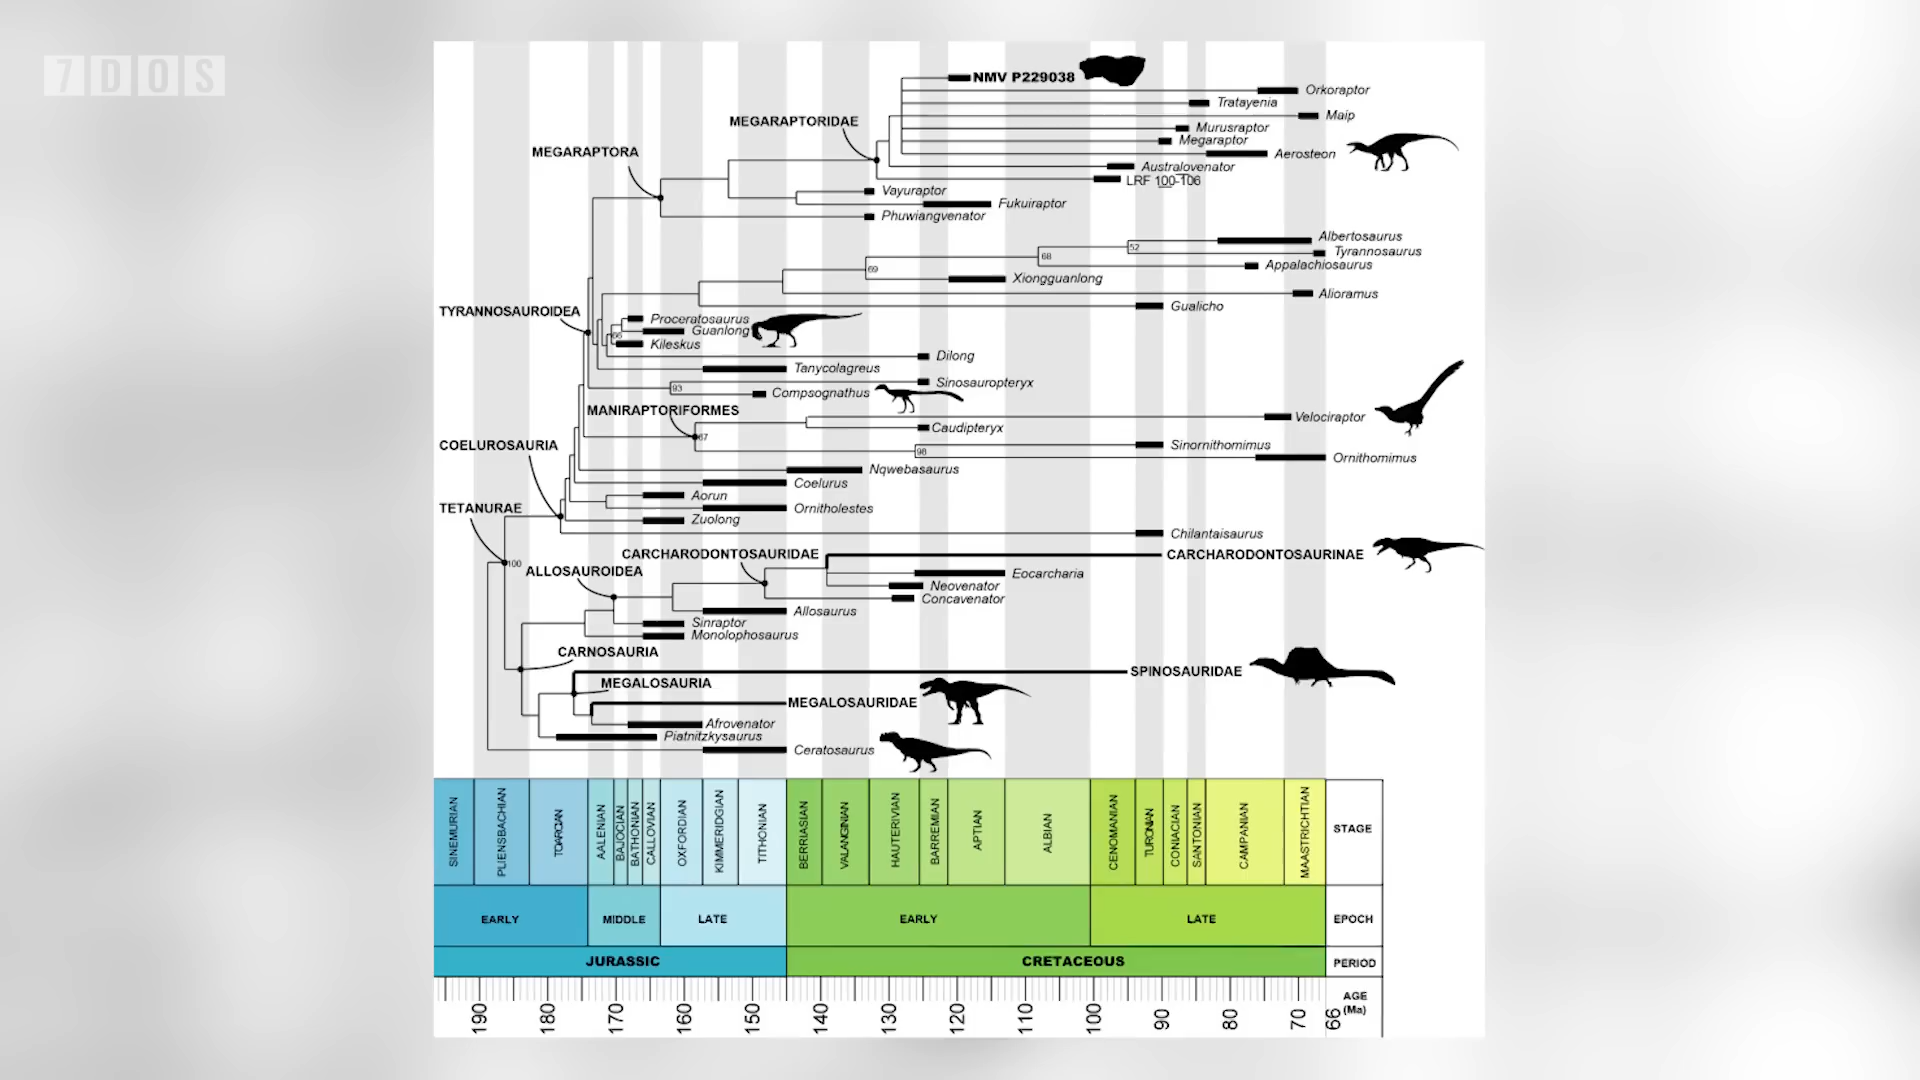 7DOS
NMV P229038
Orkoraptor
Tratayenia
Maip
MEGARAPTORIDAE
Murusraptor
Megaraptor
MEGARAPTORA
Aerosteon
Australovenator
LRF 100-106
Vayuraptor
Fukuiraptor
Phuwiangvenator
Albertosaurus
52
Tyrannosaurus
68
Appalachiosaurus
69
Xiongguanlong
Alioramus
Gualicho
TYRANNOSAUROIDEA
Proceratosaurus
Guanlong
Kileskus
Dilong
Tanycolagreus
Sinosauropteryx
93
Compsognathus
MANIRAPTORIFORMES
Velociraptor
Caudipteryx
67
COELUROSAURIA
Sinornithomimus
98
Ornithomimus
Nqwebasaurus
Coelurus
Aorun
TETANURAE
Ornitholestes
Zuolong
Chilantaisaurus
CARCHARODONTOSAURIDAE
CARCHARODONTOSAURINAE
100
ALLOSAUROIDEA
Eocarcharia
Neovenator
Concavenator
Allosaurus
Sinraptor
Monolophosaurus
CARNOSAURIA
SPINOSAURIDAE
MEGALOSAURIA
MEGALOSAURIDAE
Afrovenator
Piatnitzkysaurus
Ceratosaurus
SINEMURIAN PLIENSBACHIAN TOARCIAN AALENIAN BAJOCIAN BATHONIAN CALLOVIAN OXFORDIAN KIMMERIDGIAN TITHONIAN BERRIASIAN VALANGINIAN HAUTERIVIAN BARREMIAN APTIAN ALBIAN CENOMANIAN TURONIAN CONIACIAN SANTONIAN CAMPANIAN MAASTRICHTIAN STAGE
EARLY MIDDLE LATE EARLY LATE EPOCH
JURASSIC CRETACEOUS PERIOD
190 180 170 160 150 140 130 120 110 100 90 80 70 66 AGE
(Ma)